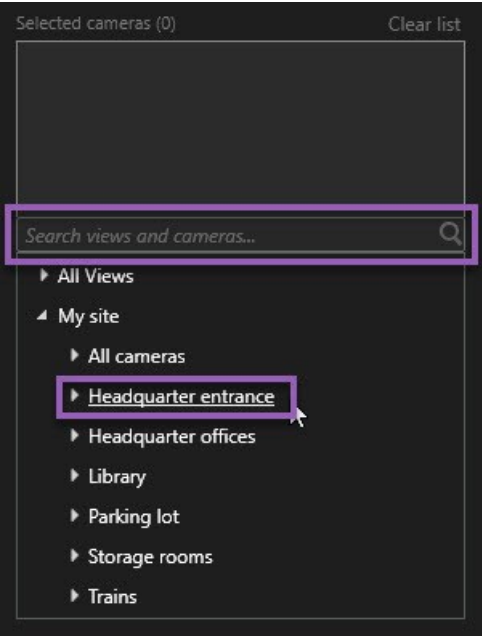 Selected cameras (0) Clear list
Search views and cameras...
All Views
My site
All cameras
Headquarter entrance
Headquarter offices
Library
Parking lot
Storage rooms
Trains